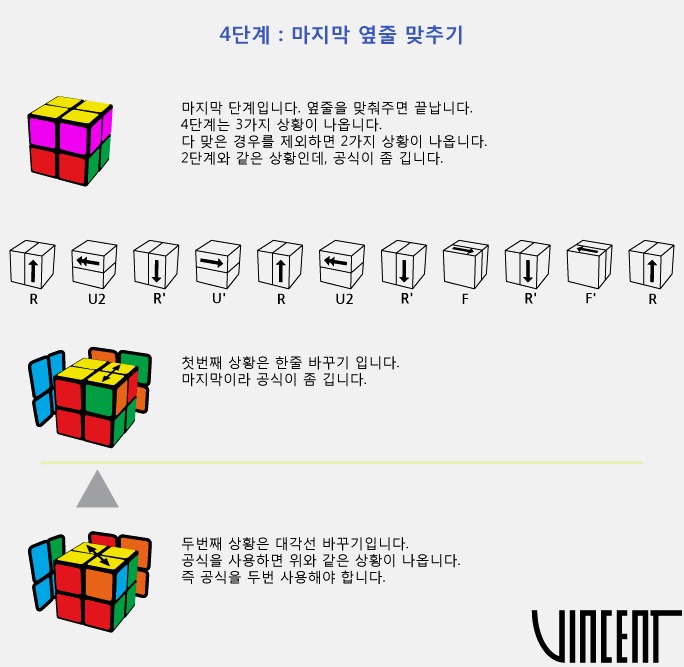 4단계 : 마지막 옆줄 맞추기
마지막 단계입니다. 옆줄을 맞춰주면 끝납니다.
4단계는 3가지 상황이 나옵니다.
다 맞은 경우를 제외하면 2가지 상황이 나옵니다.
2단계와 같은 상황인데, 공식이 좀 깁니다.
R U2 R' U' R U2 R' F R' F' R
첫번째 상황은 한줄 바꾸기 입니다.
마지막이라 공식이 좀 깁니다.
두번째 상황은 대각선 바꾸기입니다.
공식을 사용하면 위와 같은 상황이 나옵니다.
즉 공식을 두번 사용해야 합니다.
VINCENT